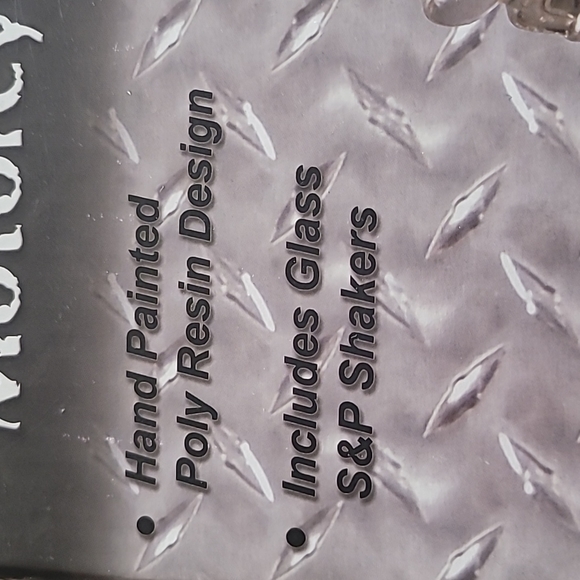 • Hand Painted
Poly Resin Design
• Includes Glass
S&P Shakers